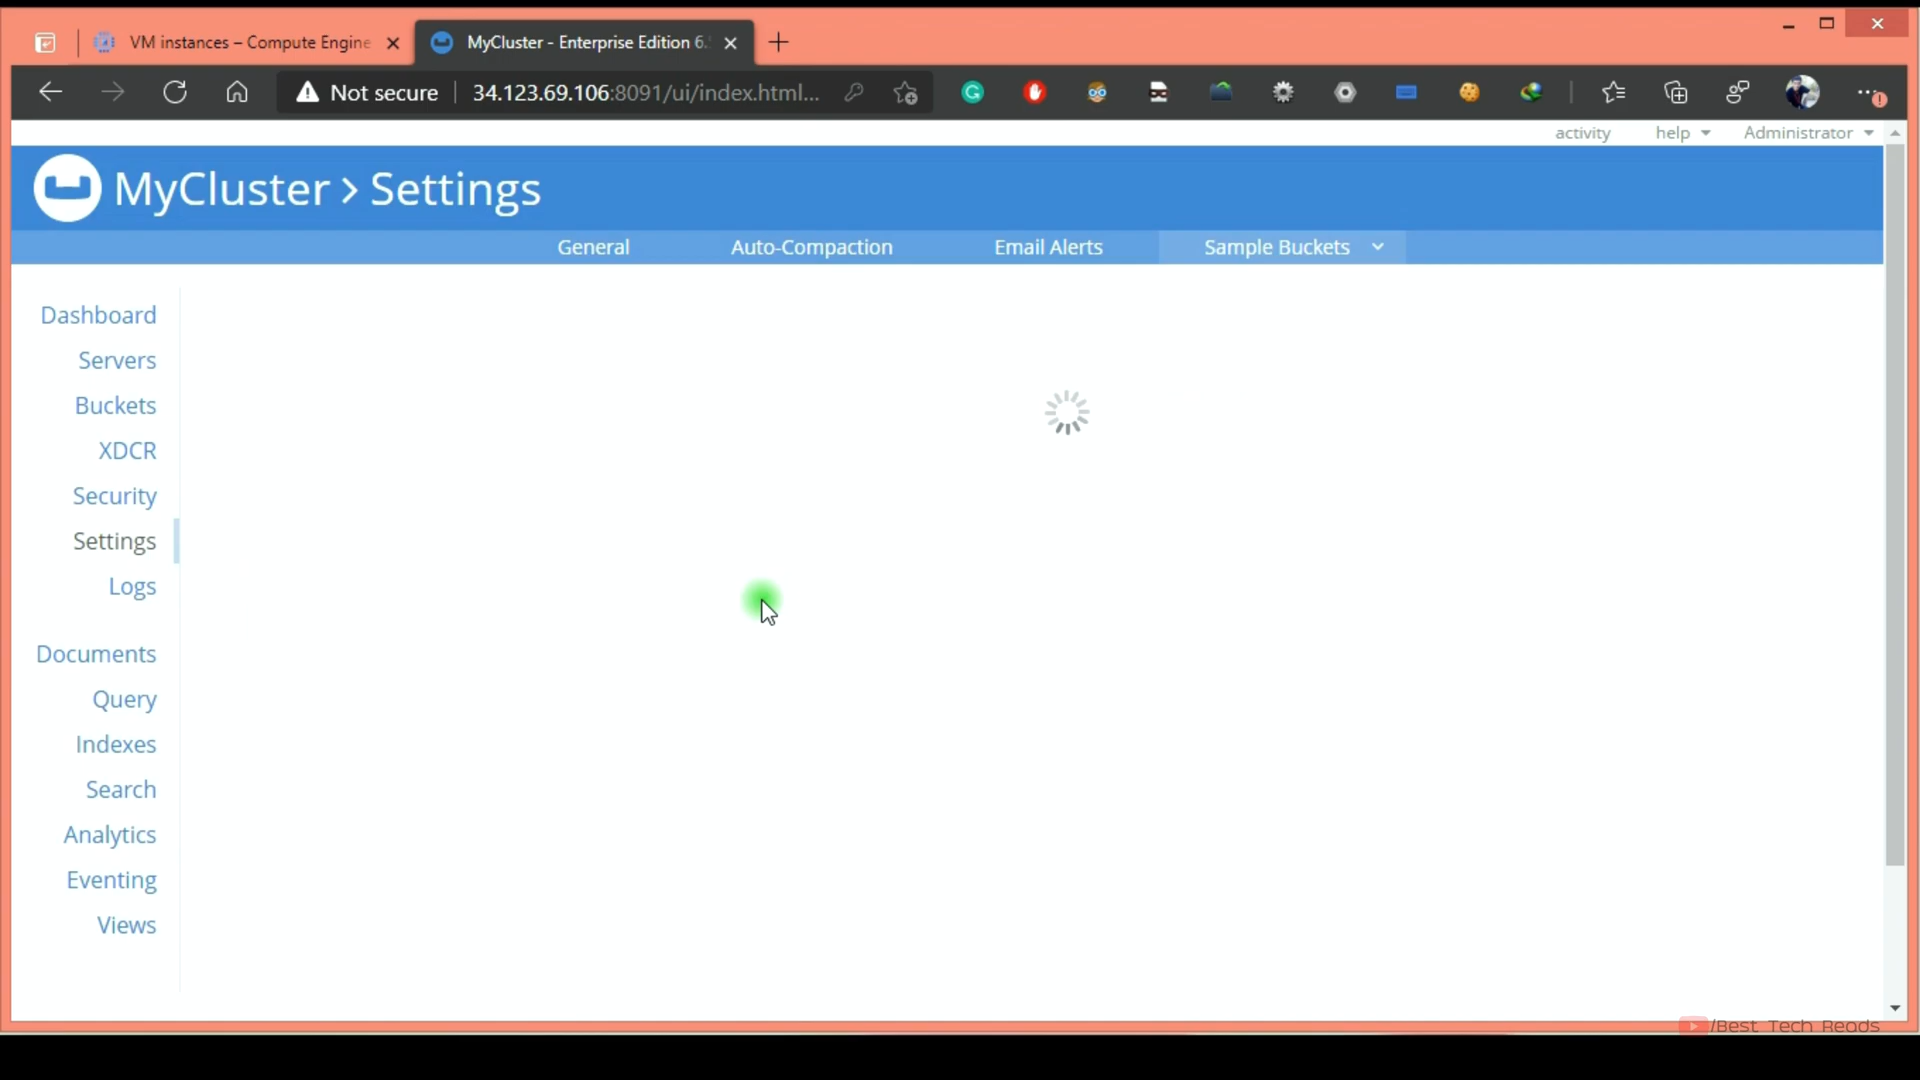 VM instances – Compute Engine
MyCluster - Enterprise Edition 6.
Not secure
34.123.69.106:8091/ui/index.html...
activity
help
Administrator
MyCluster > Settings
General
Auto-Compaction
Email Alerts
Sample Buckets
Dashboard
Servers
Buckets
XDCR
Security
Settings
Logs
Documents
Query
Indexes
Search
Analytics
Eventing
Views
/Best Tech Reads